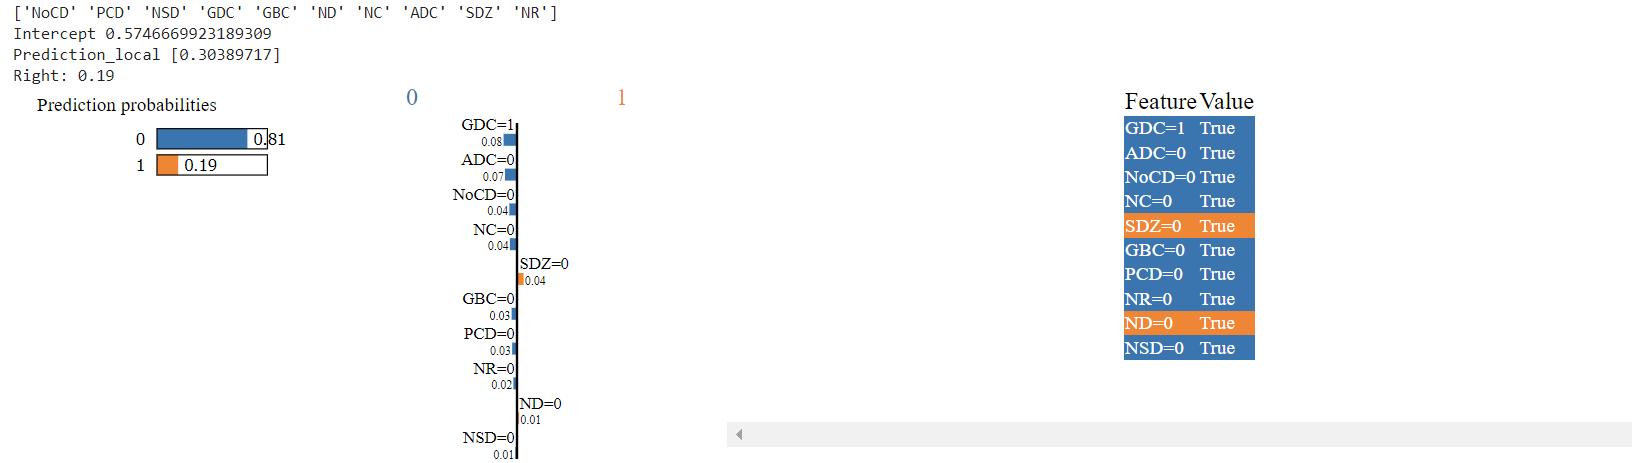 ['NoCD' 'PCD' 'NSD' 'GDC' 'GBC' 'ND' 'NC' 'ADC' 'SDZ' 'NR']
Intercept 0.5746669923189309
Prediction_local [0.30389717]
Right: 0.19
Prediction probabilities
0 0.81
1 0.19
0 1
GDC=1
0.08
ADC=0
0.07
NoCD=0
0.04
NC=0
0.04
SDZ=0
0.04
GBC=0
0.03
PCD=0
0.03
NR=0
0.02
ND=0
0.01
NSD=0
0.01
Feature Value
GDC=1 True
ADC=0 True
NoCD=0 True
NC=0 True
SDZ=0 True
GBC=0 True
PCD=0 True
NR=0 True
ND=0 True
NSD=0 True